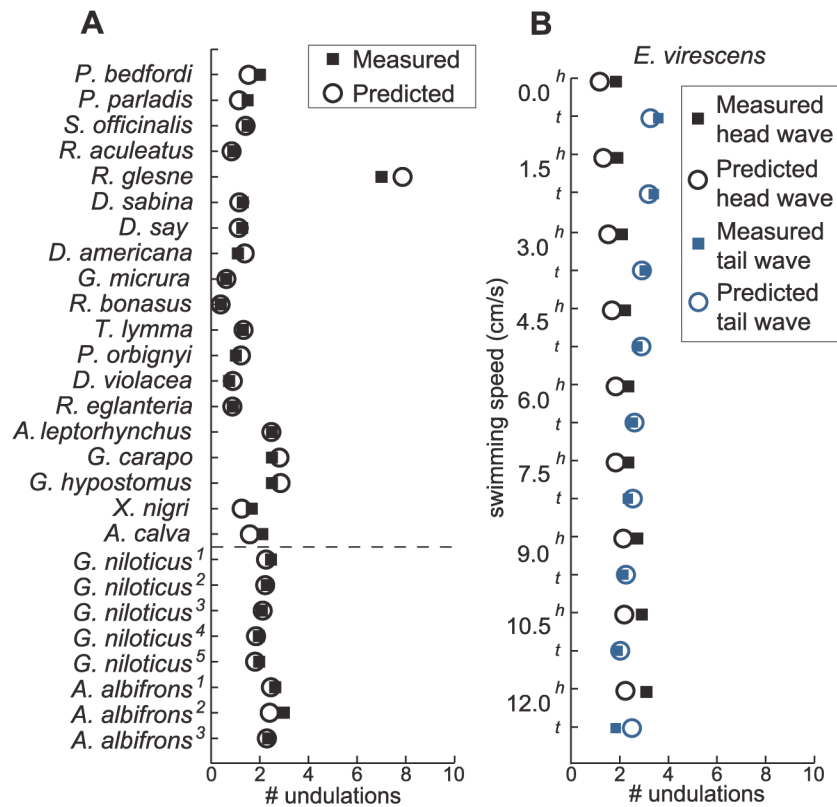 A
Measured
Predicted
P. bedfordi
P. parladis
S. officinalis
R. aculeatus
R. glesne
D. sabina
D. say
D. americana
G. micrura
R. bonasus
T. lymma
P. orbignyi
D. violacea
R. eglanteria
A. leptorhynchus
G. carapo
G. hypostomus
X. nigri
A. calva
G. niloticus¹
G. niloticus²
G. niloticus³
G. niloticus⁴
G. niloticus⁵
A. albifrons¹
A. albifrons²
A. albifrons³
0 2 4 6 8 10
# undulations
B
E. virescens
Measured
head wave
Predicted
head wave
Measured
tail wave
Predicted
tail wave
swimming speed (cm/s)
0.0 h
t
1.5 h
t
3.0 h
t
4.5 h
t
6.0 h
t
7.5 h
t
9.0 h
t
10.5 h
t
12.0 h
t
0 2 4 6 8 10
# undulations